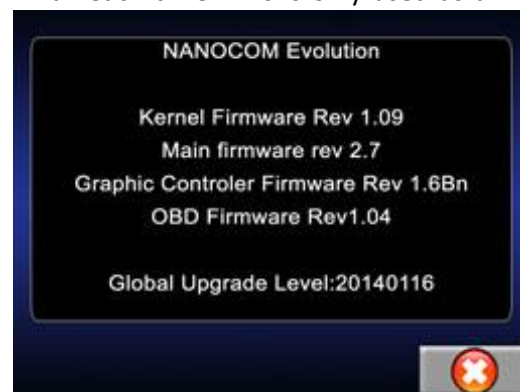 NANOCOM Evolution
Kernel Firmware Rev 1.09
Main firmware rev 2.7
Graphic Controler Firmware Rev 1.6Bn
OBD Firmware Rev1.04
Global Upgrade Level:20140116